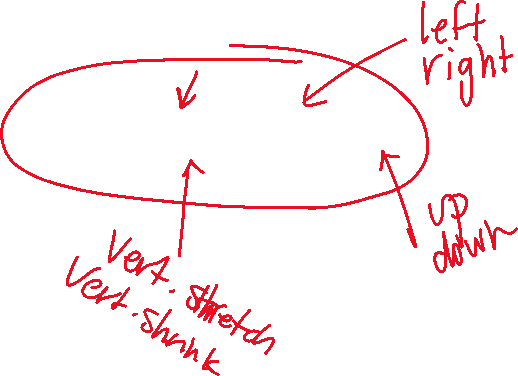 left
right
up
down
Vert. stretch
Vert. shrink